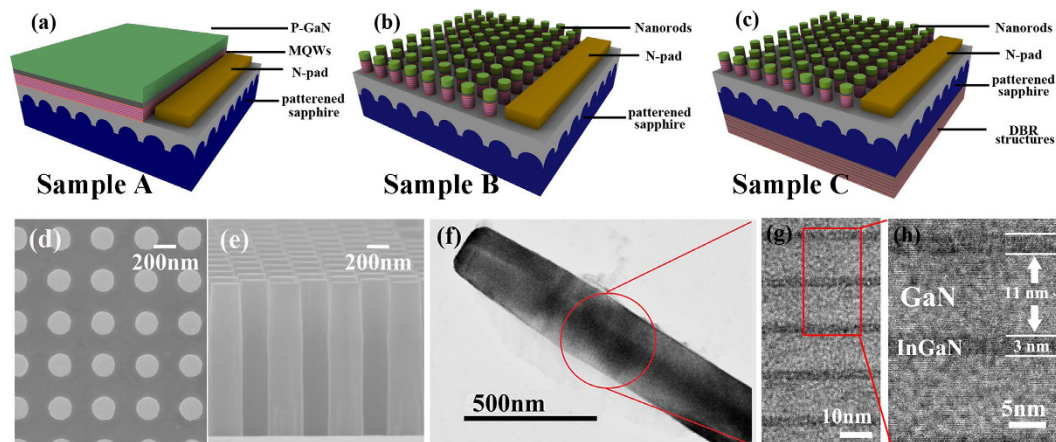 (a)
P-GaN
MQWs
N-pad
patterened
sapphire
Sample A
(b)
Nanorods
N-pad
patterened
sapphire
Sample B
(c)
Nanorods
N-pad
patterened
sapphire
DBR
structures
Sample C
(d)
200nm
(e)
200nm
(f)
500nm
(g)
10nm
(h)
GaN
11 nm
InGaN
3 nm
5nm